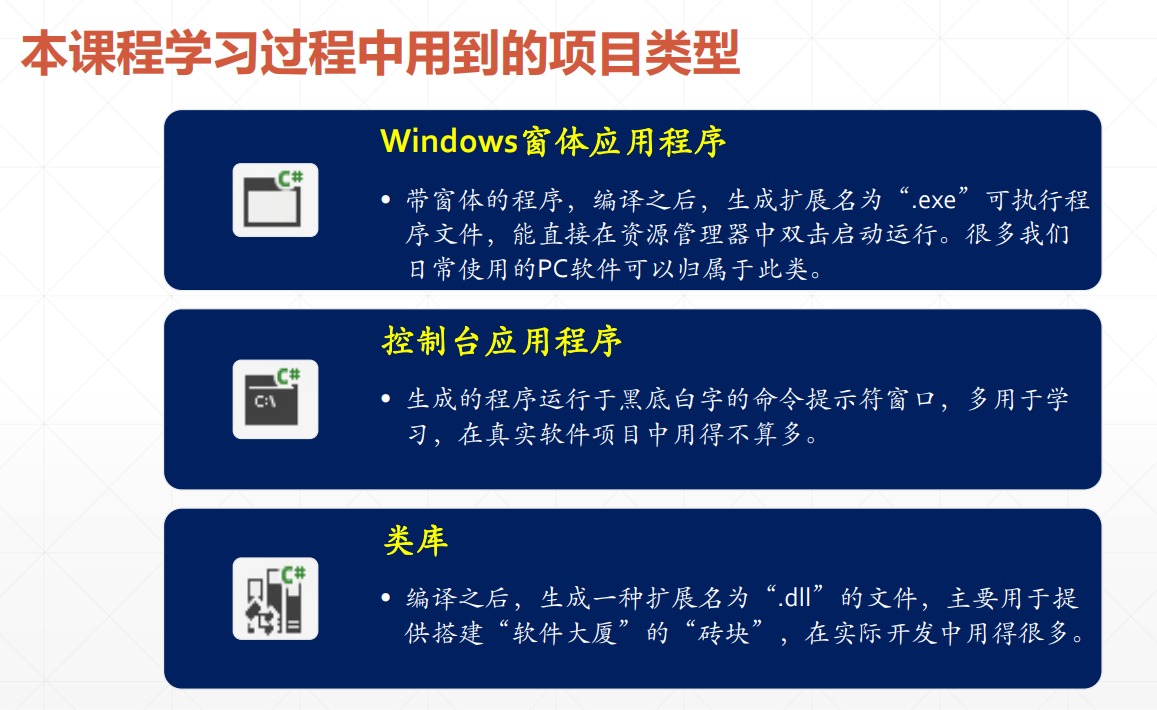 本课程学习过程中用到的项目类型
Windows窗体应用程序
• 带窗体的程序，编译之后，生成扩展名为“.exe”可执行程
序文件，能直接在资源管理器中双击启动运行。很多我们
日常使用的PC软件可以归属于此类。
C#
控制台应用程序
• 生成的程序运行于黑底白字的命令提示符窗口，多用于学
习，在真实软件项目中用得不算多。
C#
C:\
类库
• 编译之后，生成一种扩展名为“.dll”的文件，主要用于提
供搭建“软件大厦”的“砖块”，在实际开发中用得很多。
C#